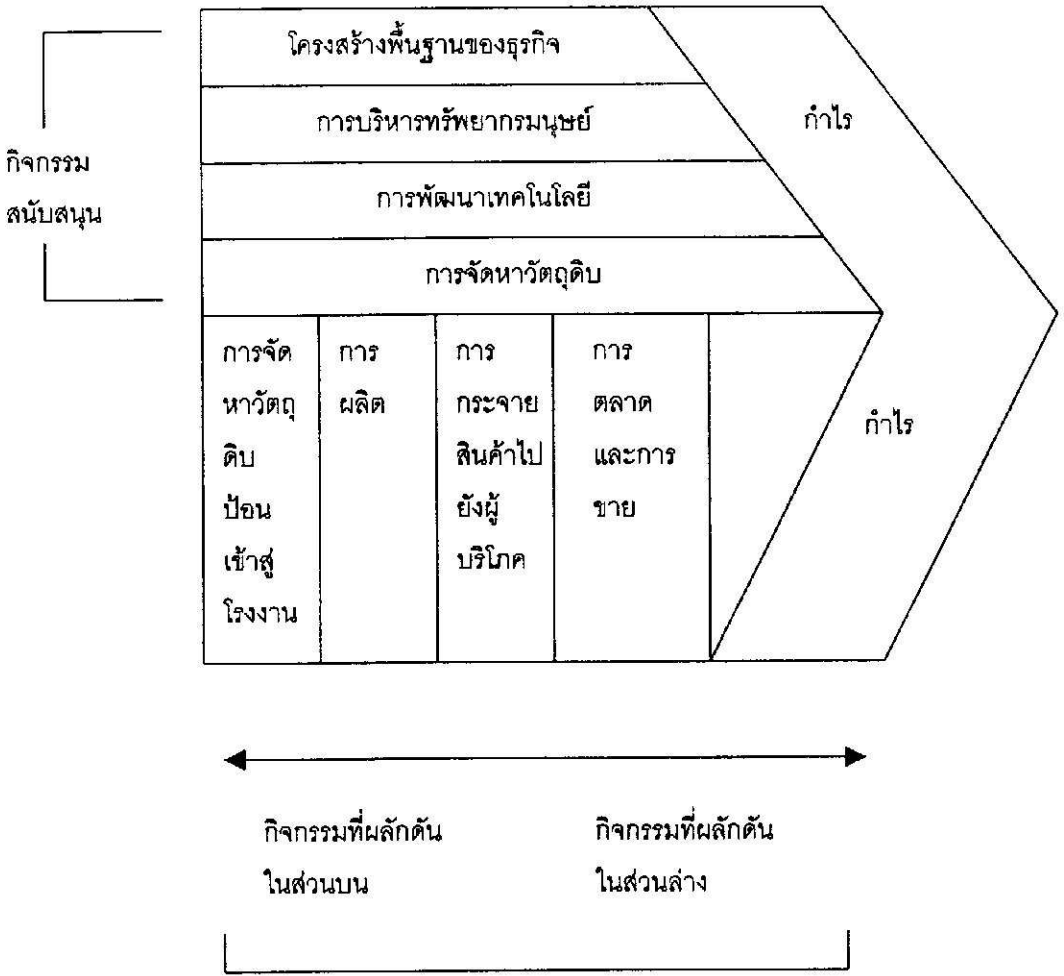 โครงสร้างพื้นฐานของธุรกิจ
การบริหารทรัพยากรมนุษย์
กำไร
กิจกรรม
สนับสนุน
การพัฒนาเทคโนโลยี
การจัดหาวัตถุดิบ
การจัด
หาวัตถุ
ดิบ
ป้อน
เข้าสู่
โรงงาน
การ
ผลิต
การ
กระจาย
สินค้าไป
ยังผู้
บริโภค
การ
ตลาด
และการ
ขาย
กำไร
กิจกรรมที่ผลักดัน
ในส่วนบน
กิจกรรมที่ผลักดัน
ในส่วนล่าง